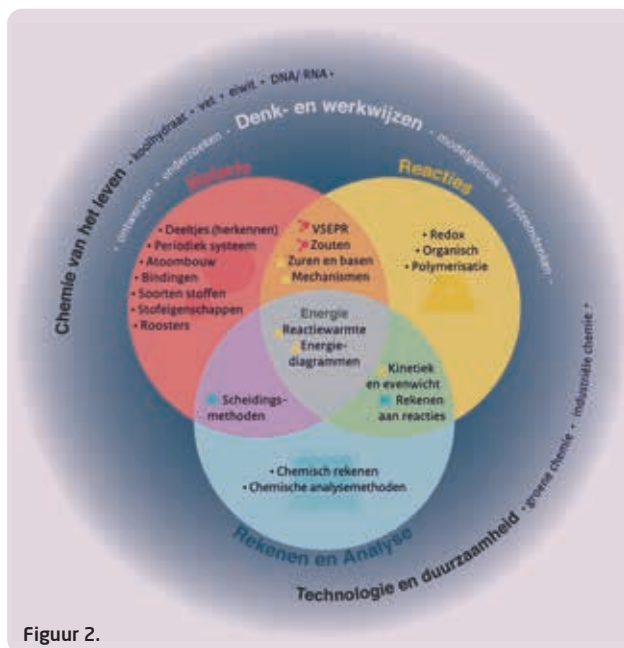 Chemie van het leven • koolhydraat • vet • eiwit • DNA/ RNA •
• ontwerpen • onderzoeken • Denk- en werkwijzen • modelgebruik • systeemdenken •
Materie
Reacties
• Deeltjes (herkennen)
• Periodiek systeem
• Atoombouw
• Bindingen
• Soorten stoffen
• Stofeigenschappen
• Roosters
VSEPR
Zouten
Zuren en basen
Mechanismen
• Redox
• Organisch
• Polymerisatie
Energie
Reactiewarmte
Energie-
diagrammen
Scheidings-
methoden
Kinetiek
en evenwicht
Rekenen
aan reacties
• Chemisch rekenen
• Chemische analysemethoden
Rekenen en Analyse
Technologie en duurzaamheid • groene chemie • industriële chemie •
Figuur 2.